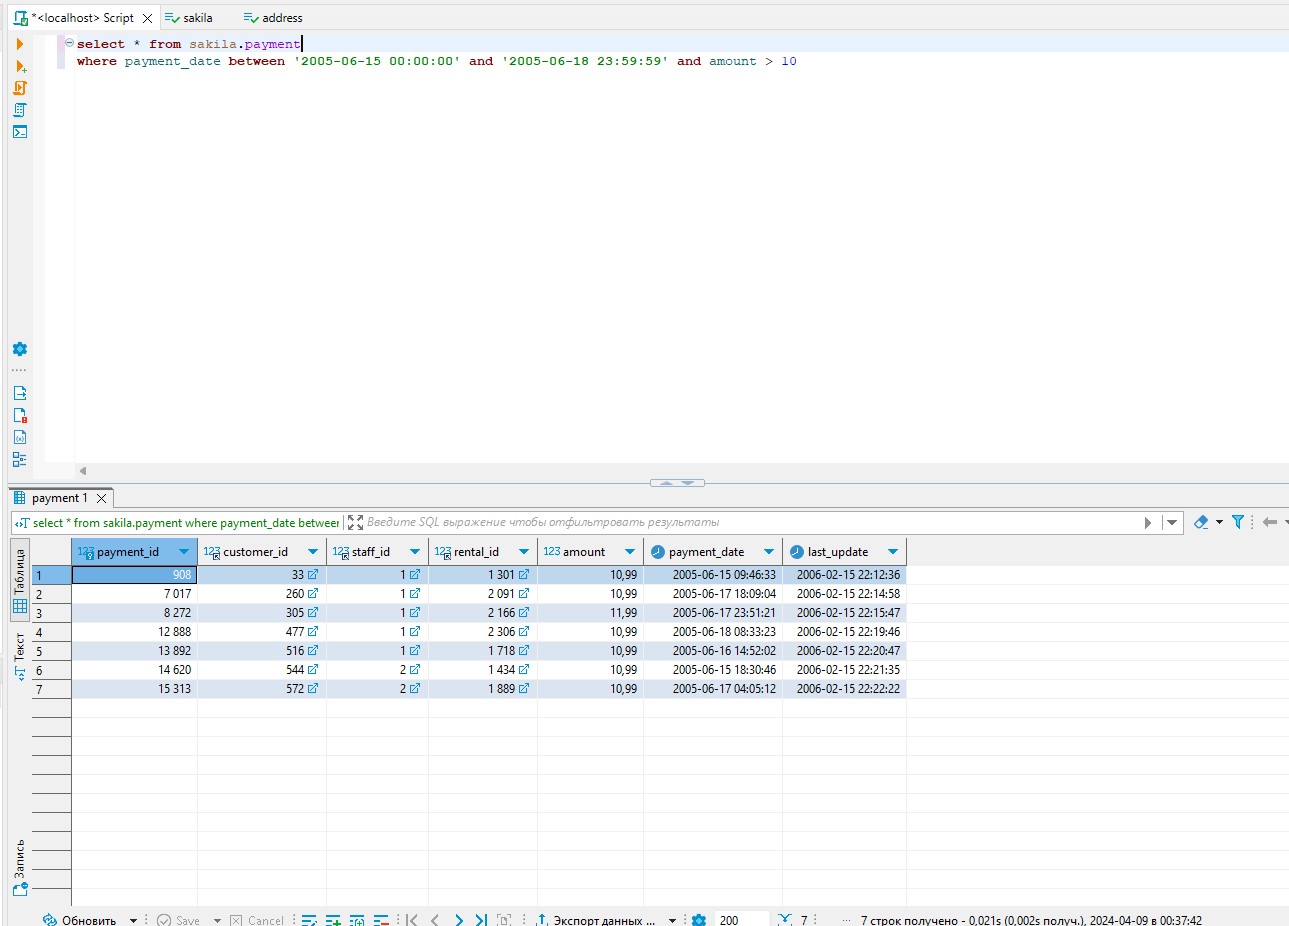 *<localhost> Script sakila address
select * from sakila.payment
where payment_date between '2005-06-15 00:00:00' and '2005-06-18 23:59:59' and amount > 10
payment 1
select * from sakila.payment where payment_date between Введите SQL выражение чтобы отфильтровать результаты
Таблица
Текст
Запись
123 payment_id 123 customer_id 123 staff_id 123 rental_id 123 amount payment_date last_update
1 908 33 1 1 301 10,99 2005-06-15 09:46:33 2006-02-15 22:12:36
2 7 017 260 1 2 091 10,99 2005-06-17 18:09:04 2006-02-15 22:14:58
3 8 272 305 1 2 166 11,99 2005-06-17 23:51:21 2006-02-15 22:15:47
4 12 888 477 1 2 306 10,99 2005-06-18 08:33:23 2006-02-15 22:19:46
5 13 892 516 1 1 718 10,99 2005-06-16 14:52:02 2006-02-15 22:20:47
6 14 620 544 2 1 434 10,99 2005-06-15 18:30:46 2006-02-15 22:21:35
7 15 313 572 2 1 889 10,99 2005-06-17 04:05:12 2006-02-15 22:22:22
Обновить Save Cancel Экспорт данных ... 200 7 ... 7 строк получено - 0,021s (0,002s получ.), 2024-04-09 в 00:37:42